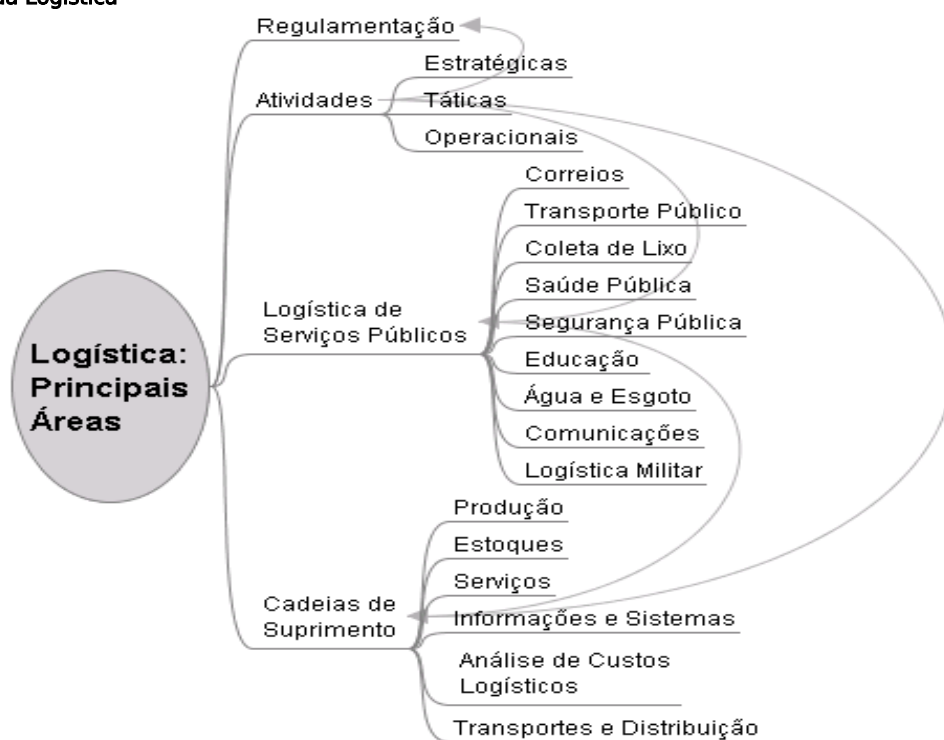 da Logística
Regulamentação
Estratégicas
Atividades
Táticas
Operacionais
Correios
Transporte Público
Coleta de Lixo
Saúde Pública
Logística de
Serviços Públicos
Segurança Pública
Educação
Água e Esgoto
Comunicações
Logística Militar
Logística:
Principais
Áreas
Produção
Estoques
Serviços
Cadeias de
Suprimento
Informações e Sistemas
Análise de Custos
Logísticos
Transportes e Distribuição